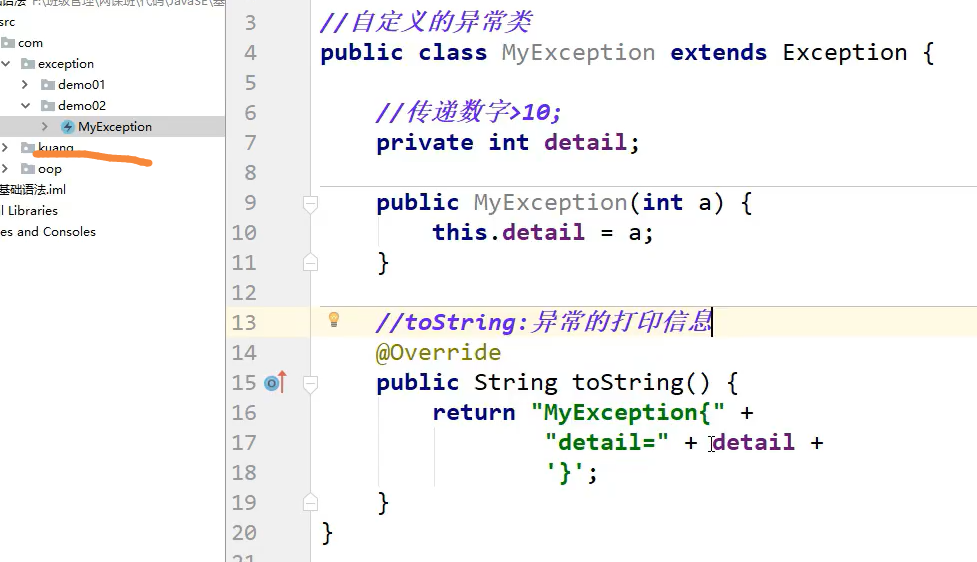 src
com
exception
demo01
demo02
MyException
kuang
oop
基础语法.iml
l Libraries
es and Consoles
3 //自定义的异常类
4 public class MyException extends Exception {
5
6 //传递数字>10;
7 private int detail;
8
9 public MyException(int a) {
10 this.detail = a;
11 }
12
13 //toString:异常的打印信息
14 @Override
15 public String toString() {
16 return "MyException{" +
17 "detail=" + detail +
18 '}';
19 }
20 }
21